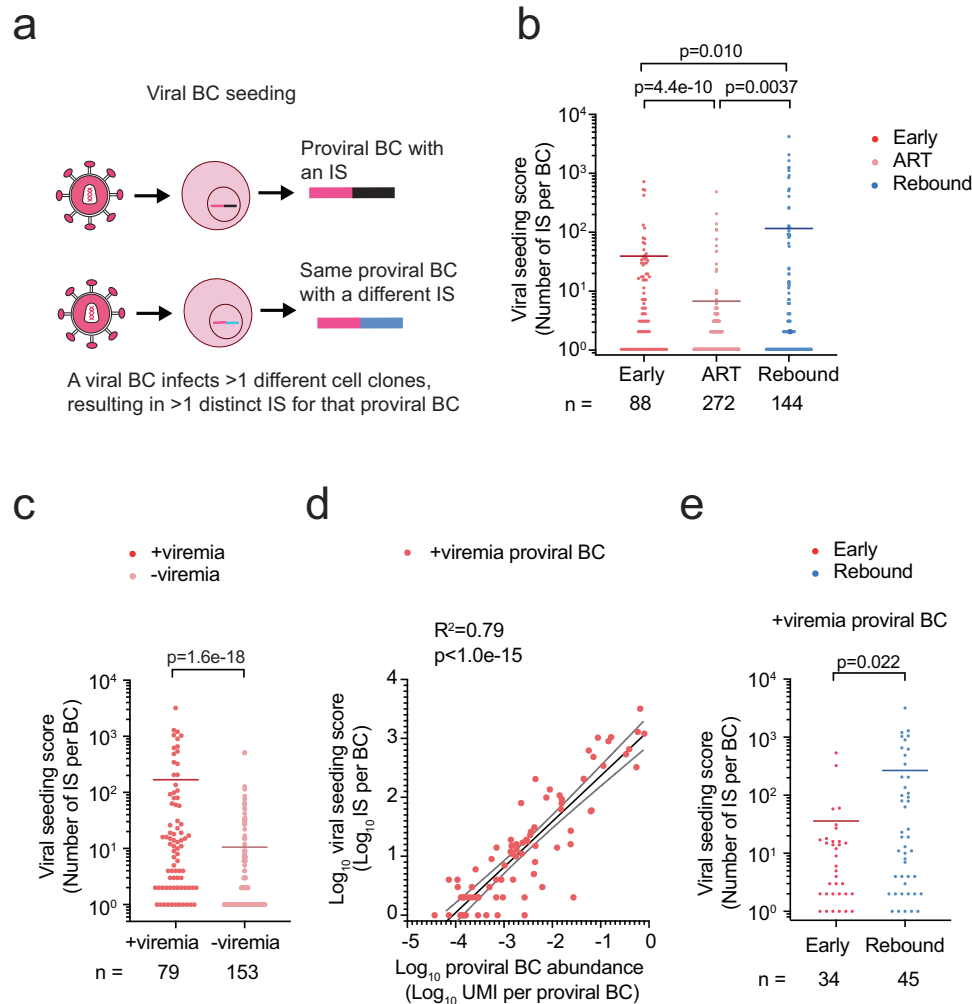 a
Viral BC seeding
Proviral BC with
an IS
Same proviral BC
with a different IS
A viral BC infects >1 different cell clones,
resulting in >1 distinct IS for that proviral BC
b
p=0.010
p=4.4e-10
p=0.0037
Viral seeding score
(Number of IS per BC)
10⁴
10³
10²
10¹
10⁰
Early
ART
Rebound
n =
88
272
144
Early
ART
Rebound
c
+viremia
-viremia
p=1.6e-18
Viral seeding score
(Number of IS per BC)
10⁴
10³
10²
10¹
10⁰
+viremia
-viremia
n =
79
153
d
+viremia proviral BC
R²=0.79
p<1.0e-15
Log₁₀ viral seeding score
(Log₁₀ IS per BC)
4
3
2
1
0
-5
-4
-3
-2
-1
0
Log₁₀ proviral BC abundance
(Log₁₀ UMI per proviral BC)
e
Early
Rebound
+viremia proviral BC
p=0.022
Viral seeding score
(Number of IS per BC)
10⁴
10³
10²
10¹
10⁰
Early
Rebound
n =
34
45